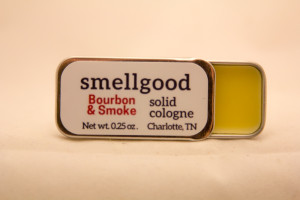 smellgood
Bourbon
& Smoke
solid
cologne
Net wt. 0.25 oz.
Charlotte, TN